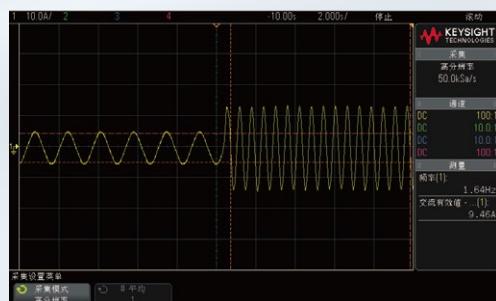 1 10.0A/ 2 3 4 -10.00s 2.000s/ 停止 滚动
KEYSIGHT
TECHNOLOGIES
采集
高分辨率
50.0kSa/s
通道
DC 100:1
DC 10.0:1
DC 10.0:1
DC 100:1
测量
频率(1):
1.64Hz
交流有效值 - ...(1):
9.46A
采集设置菜单
采集模式
高分辨率
# 平均
1